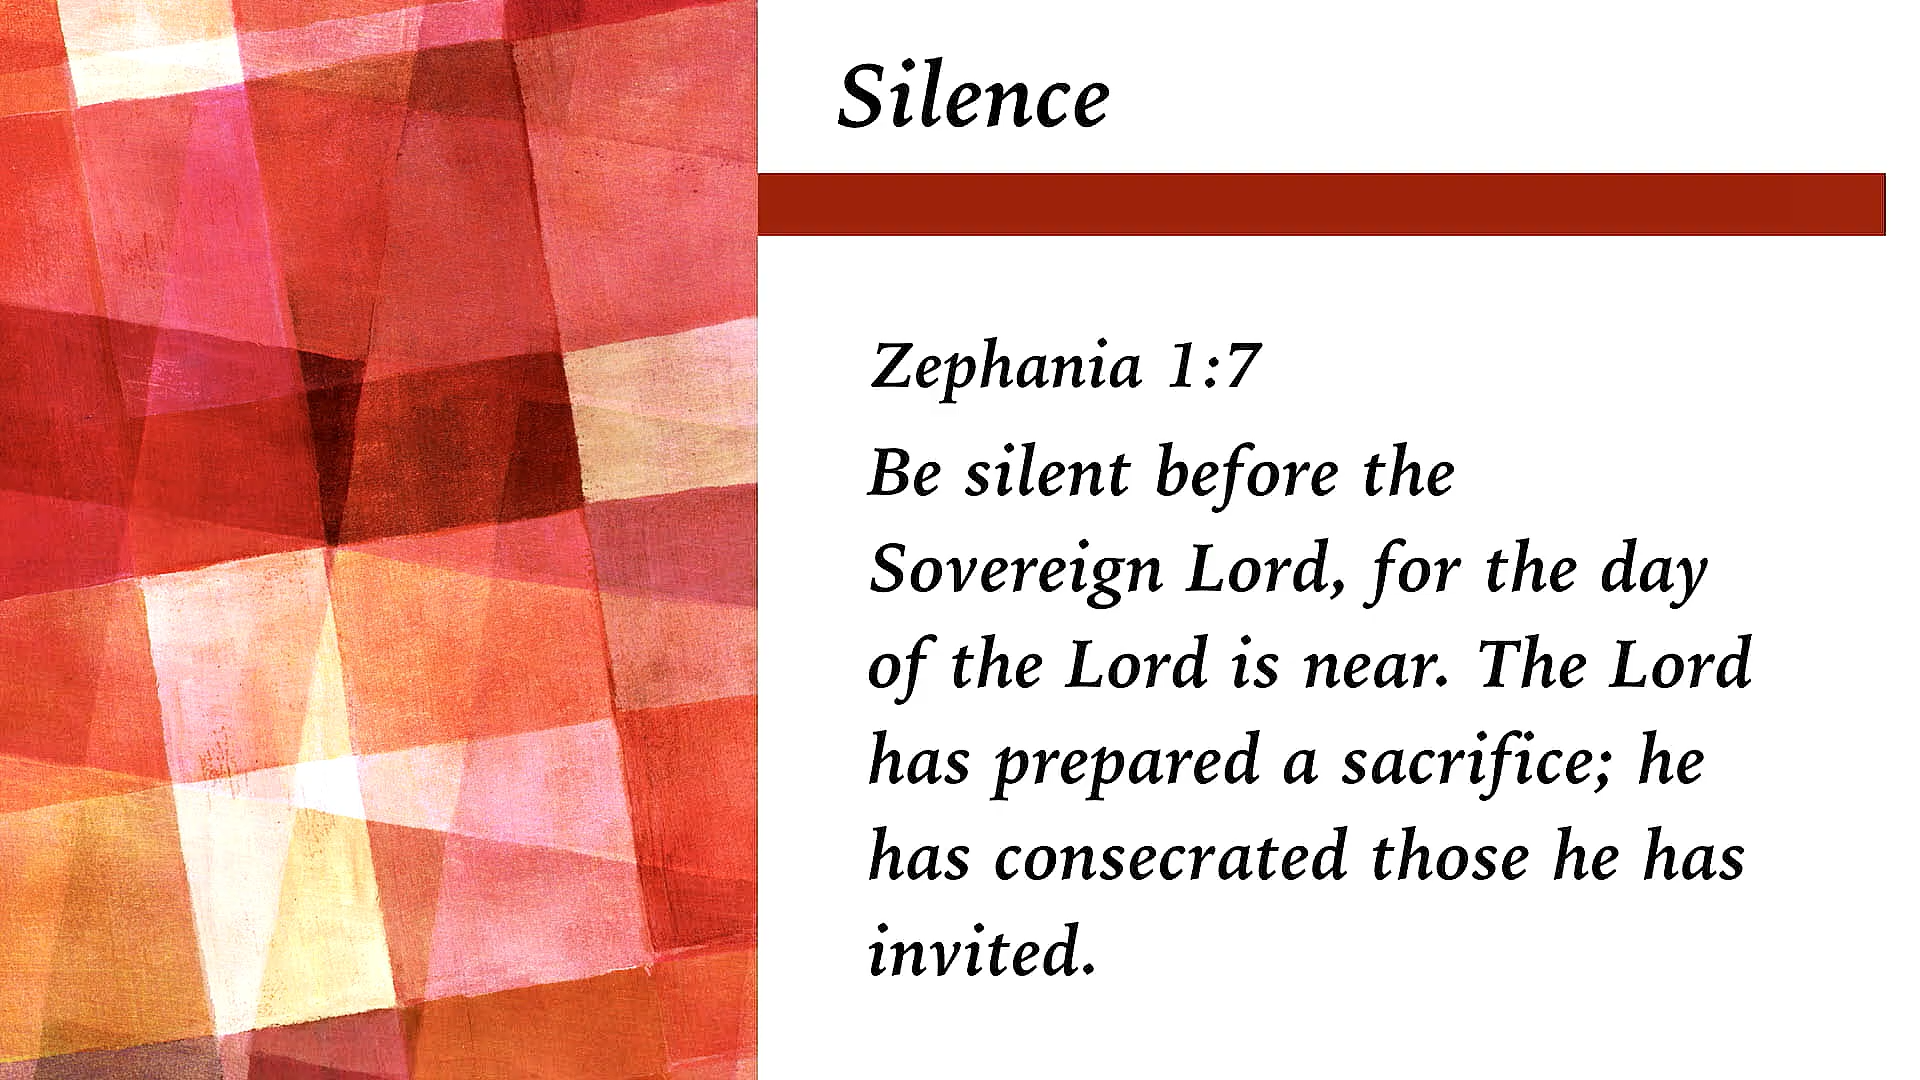 Silence
Zephania 1:7
Be silent before the
Sovereign Lord, for the day
of the Lord is near. The Lord
has prepared a sacrifice; he
has consecrated those he has
invited.